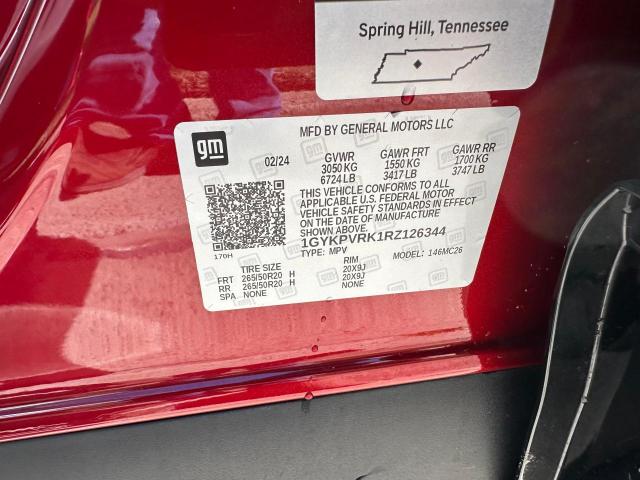 Spring Hill, Tennessee
gm
MFD BY GENERAL MOTORS LLC
02/24 GVWR GAWR FRT GAWR RR
3050 KG 1550 KG 1700 KG
6724 LB 3417 LB 3747 LB
THIS VEHICLE CONFORMS TO ALL
APPLICABLE U.S. FEDERAL MOTOR
VEHICLE SAFETY STANDARDS IN EFFECT
ON THE DATE OF MANUFACTURE
SHOWN ABOVE.
1GYKPVRK1RZ126344
170H TYPE: MPV MODEL: 146MC26
TIRE SIZE RIM
FRT 265/50R20 H 20X9J
RR 265/50R20 H 20X9J
SPA NONE NONE